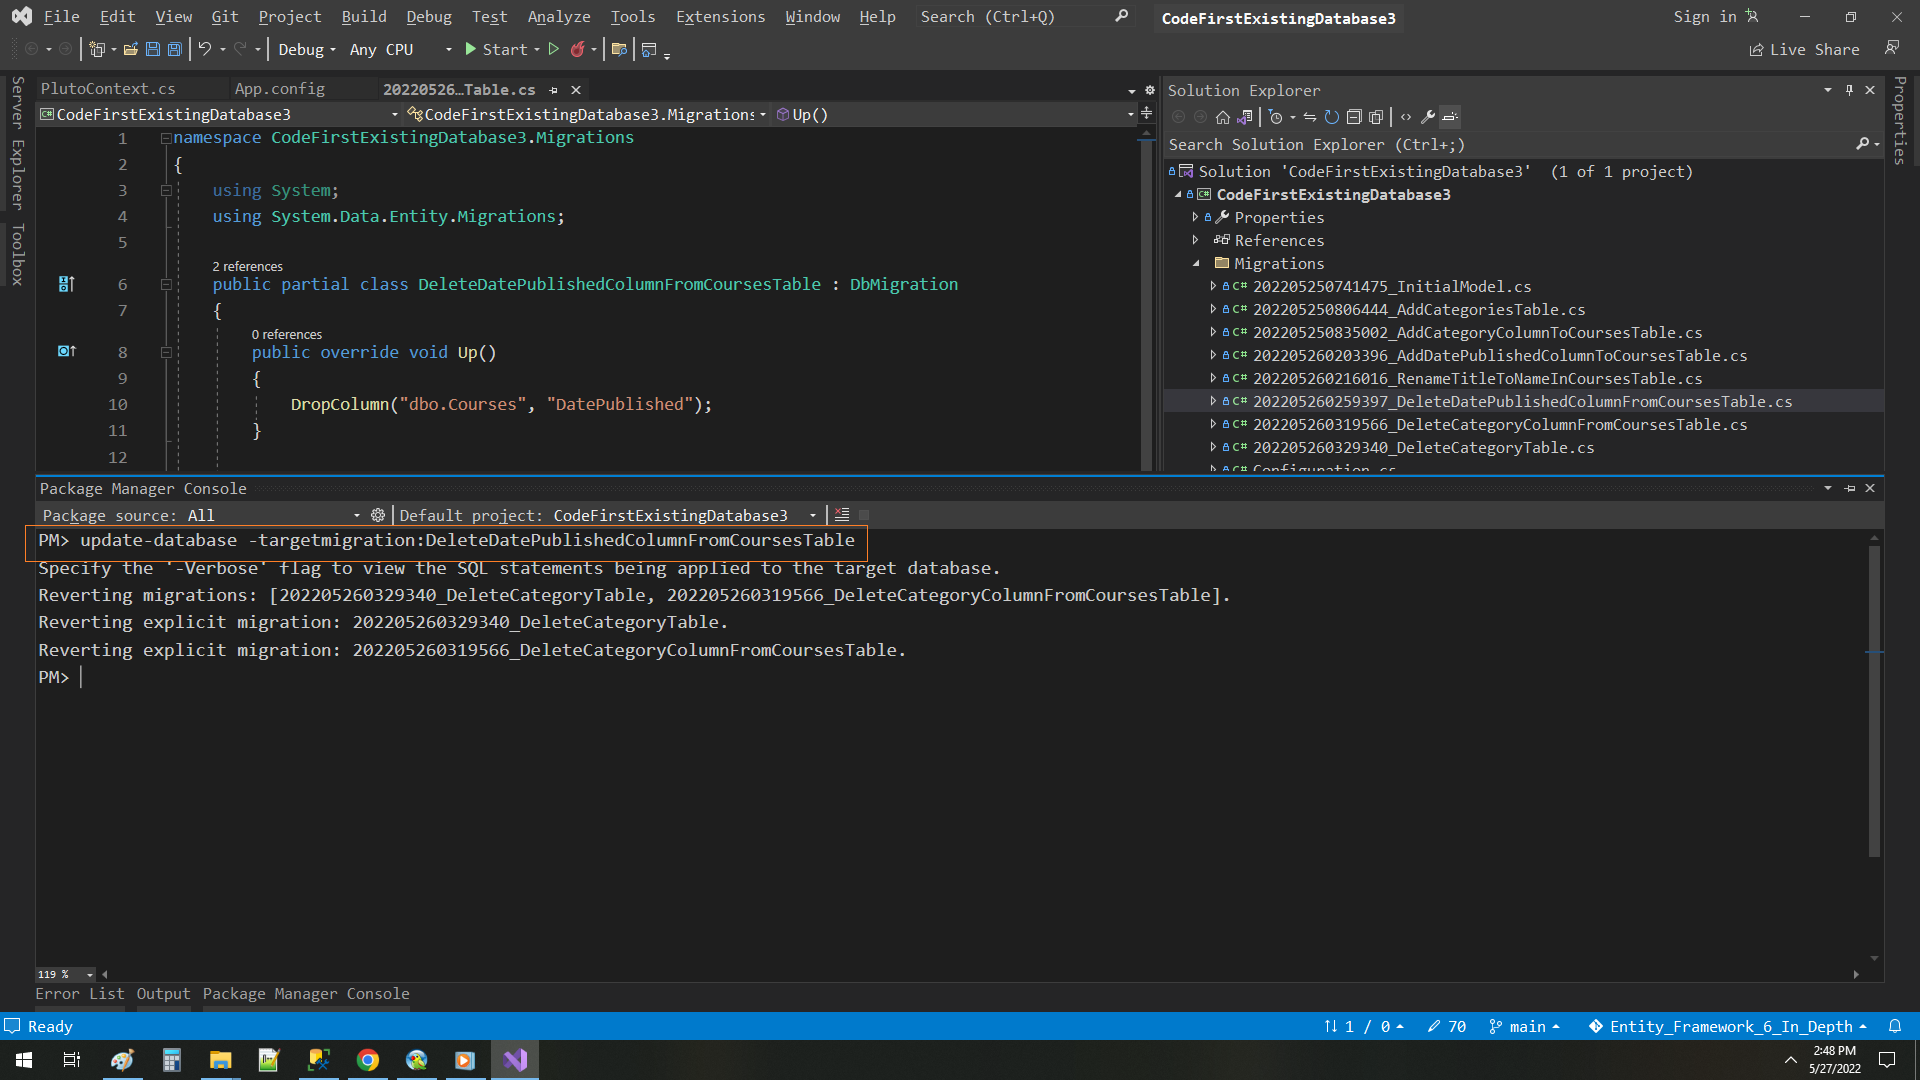 File Edit View Git Project Build Debug Test Analyze Tools Extensions Window Help Search (Ctrl+Q) CodeFirstExistingDatabase3 Sign in
Debug Any CPU Start Live Share
Server Explorer
Toolbox
PlutoContext.cs App.config 20220526…Table.cs
CodeFirstExistingDatabase3 CodeFirstExistingDatabase3.Migrations Up()
1 namespace CodeFirstExistingDatabase3.Migrations
2 {
3 using System;
4 using System.Data.Entity.Migrations;
5
2 references
6 public partial class DeleteDatePublishedColumnFromCoursesTable : DbMigration
7 {
0 references
8 public override void Up()
9 {
10 DropColumn("dbo.Courses", "DatePublished");
11 }
12
Solution Explorer
Search Solution Explorer (Ctrl+;)
Solution 'CodeFirstExistingDatabase3' (1 of 1 project)
CodeFirstExistingDatabase3
Properties
References
Migrations
C# 202205250741475_InitialModel.cs
C# 202205250806444_AddCategoriesTable.cs
C# 202205250835002_AddCategoryColumnToCoursesTable.cs
C# 202205260203396_AddDatePublishedColumnToCoursesTable.cs
C# 202205260216016_RenameTitleToNameInCoursesTable.cs
C# 202205260259397_DeleteDatePublishedColumnFromCoursesTable.cs
C# 202205260319566_DeleteCategoryColumnFromCoursesTable.cs
C# 202205260329340_DeleteCategoryTable.cs
C# Configuration.cs
Properties
Package Manager Console
Package source: All Default project: CodeFirstExistingDatabase3
PM> update-database -targetmigration:DeleteDatePublishedColumnFromCoursesTable
Specify the '-Verbose' flag to view the SQL statements being applied to the target database.
Reverting migrations: [202205260329340_DeleteCategoryTable, 202205260319566_DeleteCategoryColumnFromCoursesTable].
Reverting explicit migration: 202205260329340_DeleteCategoryTable.
Reverting explicit migration: 202205260319566_DeleteCategoryColumnFromCoursesTable.
PM>
119 %
Error List Output Package Manager Console
Ready 1 / 0 70 main Entity_Framework_6_In_Depth
2:48 PM
5/27/2022